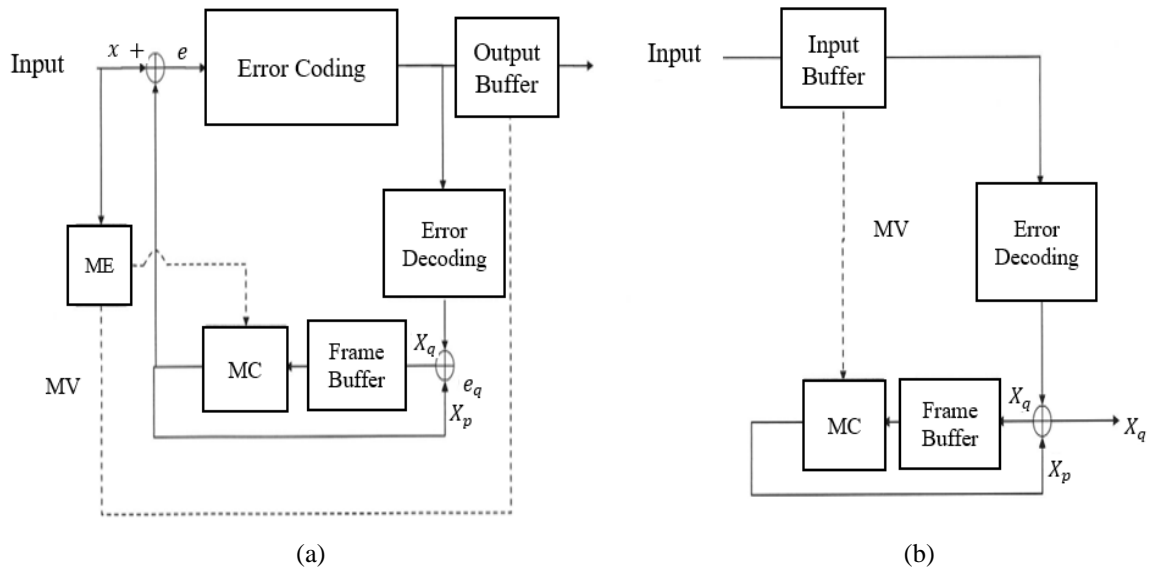 Input
x +
e
Error Coding
Output
Buffer
ME
Error
Decoding
MV
MC
Frame
Buffer
X_q
e_q
X_p
(a)
Input
Input
Buffer
MV
Error
Decoding
MC
Frame
Buffer
X_q
X_q
X_p
(b)